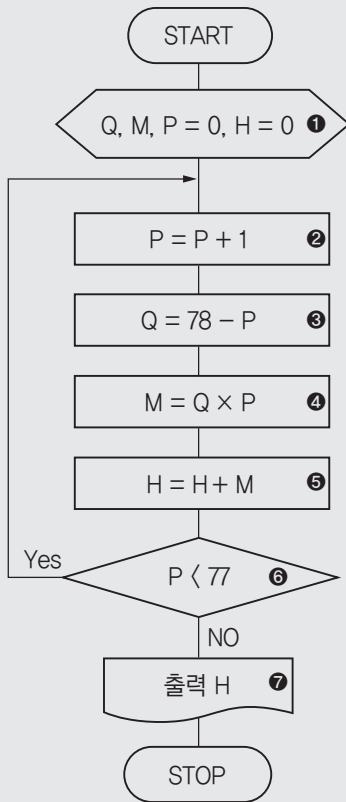 START
Q, M, P = 0, H = 0 ❶
P = P + 1 ❷
Q = 78 – P ❸
M = Q × P ❹
H = H + M ❺
Yes
P〈 77 ❻
NO
출력 H ❼
STOP